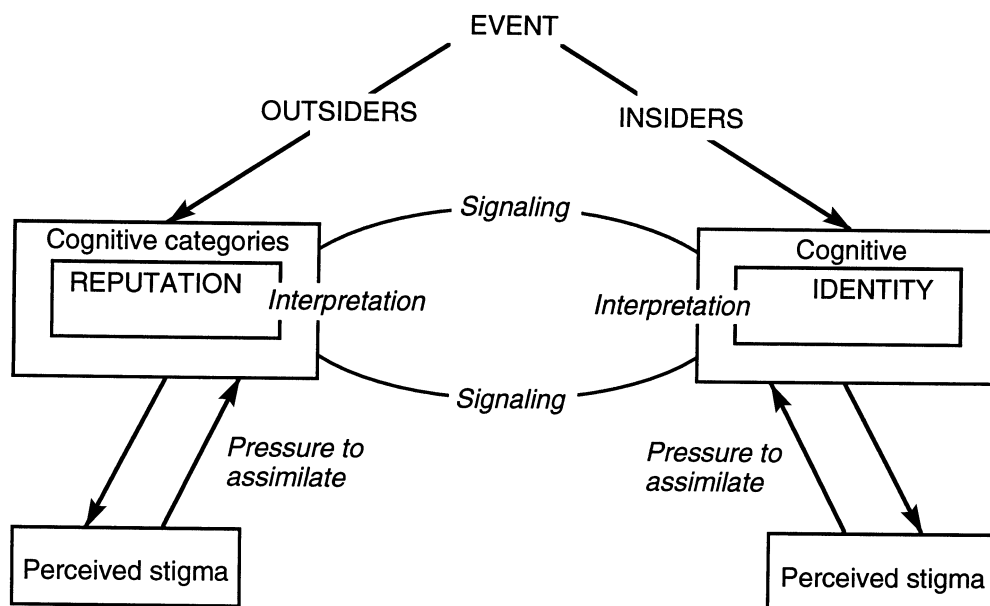 EVENT
OUTSIDERS
INSIDERS
Signaling
Cognitive categories
Cognitive
REPUTATION
IDENTITY
Interpretation
Interpretation
Signaling
Pressure to
assimilate
Pressure to
assimilate
Perceived stigma
Perceived stigma